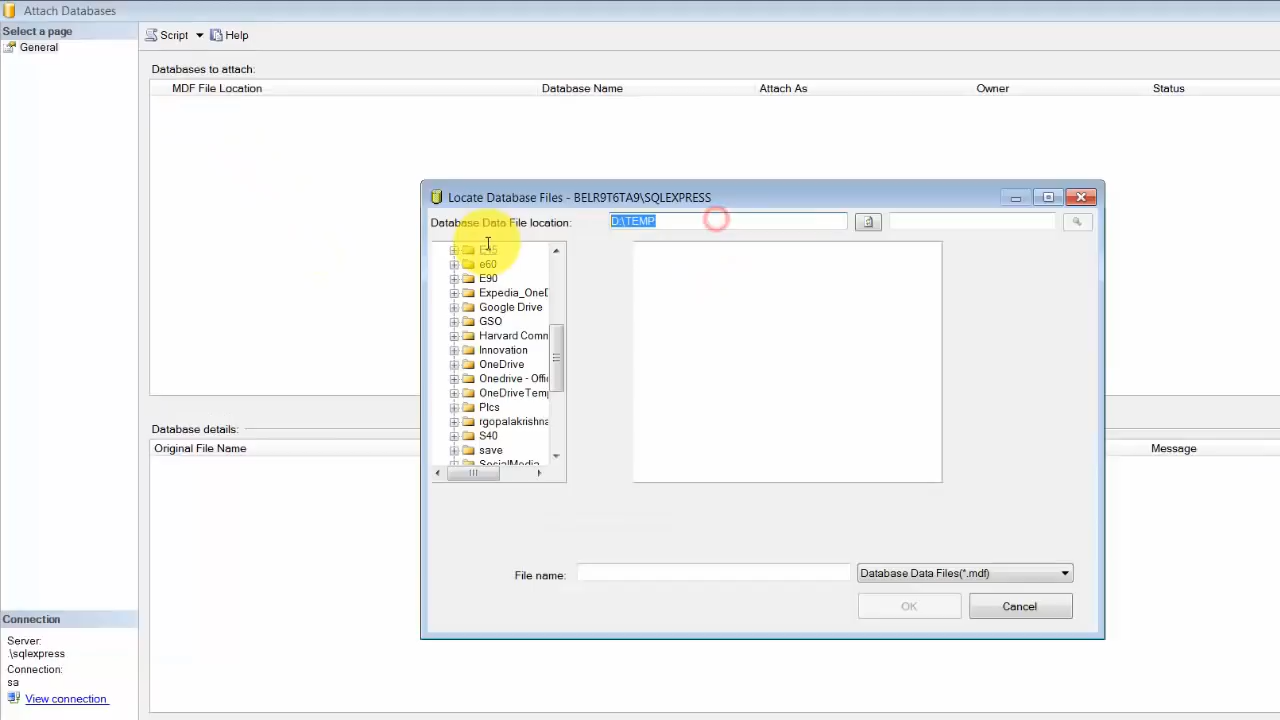 Attach Databases
Select a page
General
Script
Help
Databases to attach:
MDF File Location
Database Name
Attach As
Owner
Status
Locate Database Files - BELR9T6TA9\SQLEXPRESS
Database Data File location:
D:\TEMP
e60
E90
Expedia_OneD
Google Drive
GSO
Harvard Comm
Innovation
OneDrive
Onedrive - Offi
OneDriveTemp
PIcs
rgopalakrishna
S40
save
SocialMedia
File name:
Database Data Files(*.mdf)
OK
Cancel
Database details:
Original File Name
Message
Connection
Server:
.\sqlexpress
Connection:
sa
View connection